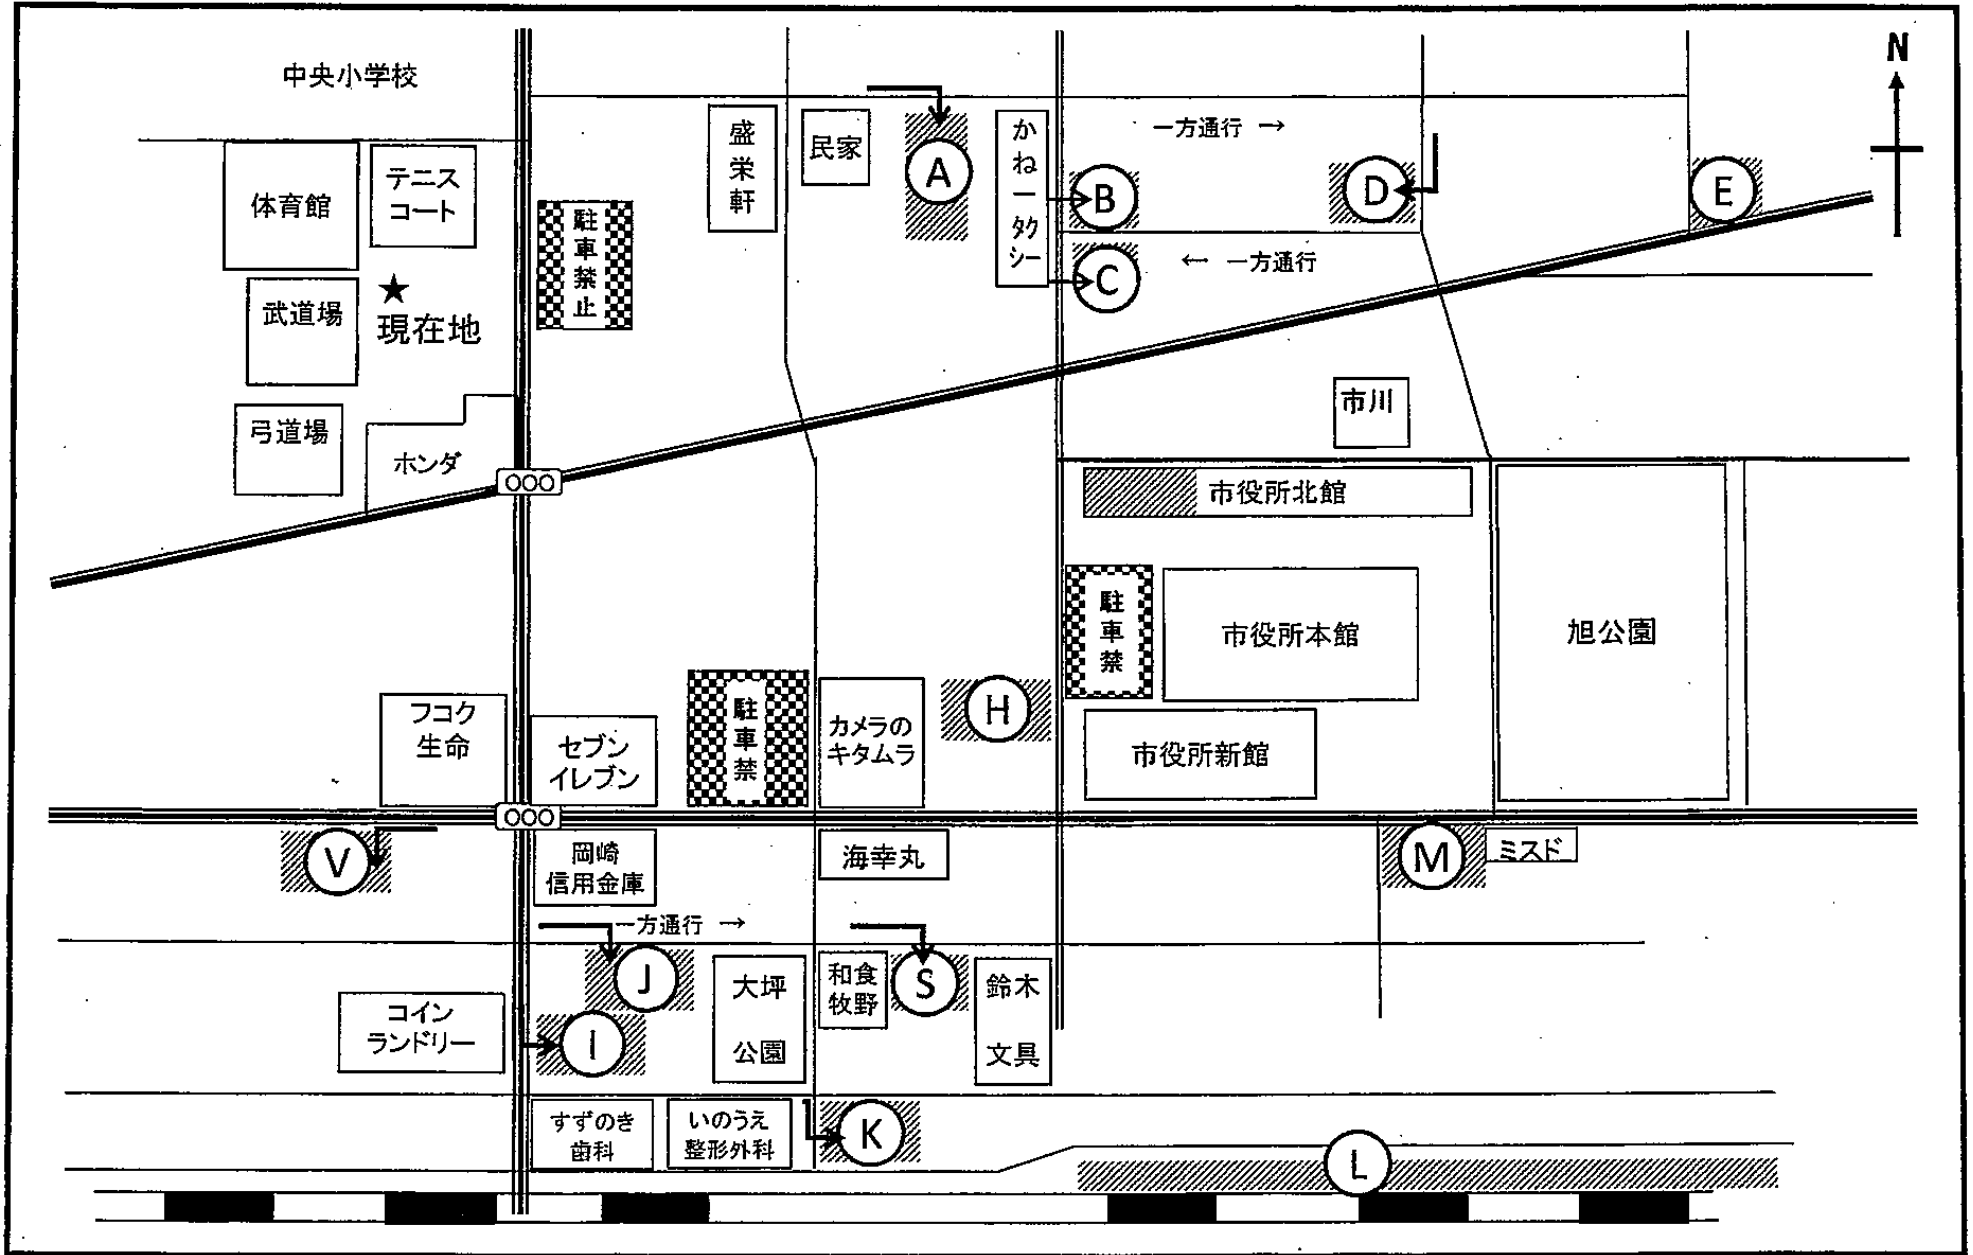 中央小学校
N
体育館
テニス
コート
駐車禁止
盛栄軒
民家
A
かねータクシー
一方通行 →
B
D
E
← 一方通行
C
武道場
★
現在地
弓道場
ホンダ
市川
市役所北館
駐車禁
市役所本館
旭公園
フコク
生命
セブン
イレブン
駐車禁
カメラの
キタムラ
H
市役所新館
V
岡崎
信用金庫
海幸丸
M
ミスド
一方通行 →
J
大坪
公園
和食
牧野
S
鈴木
文具
コイン
ランドリー
I
すずのき
歯科
いのうえ
整形外科
K
L